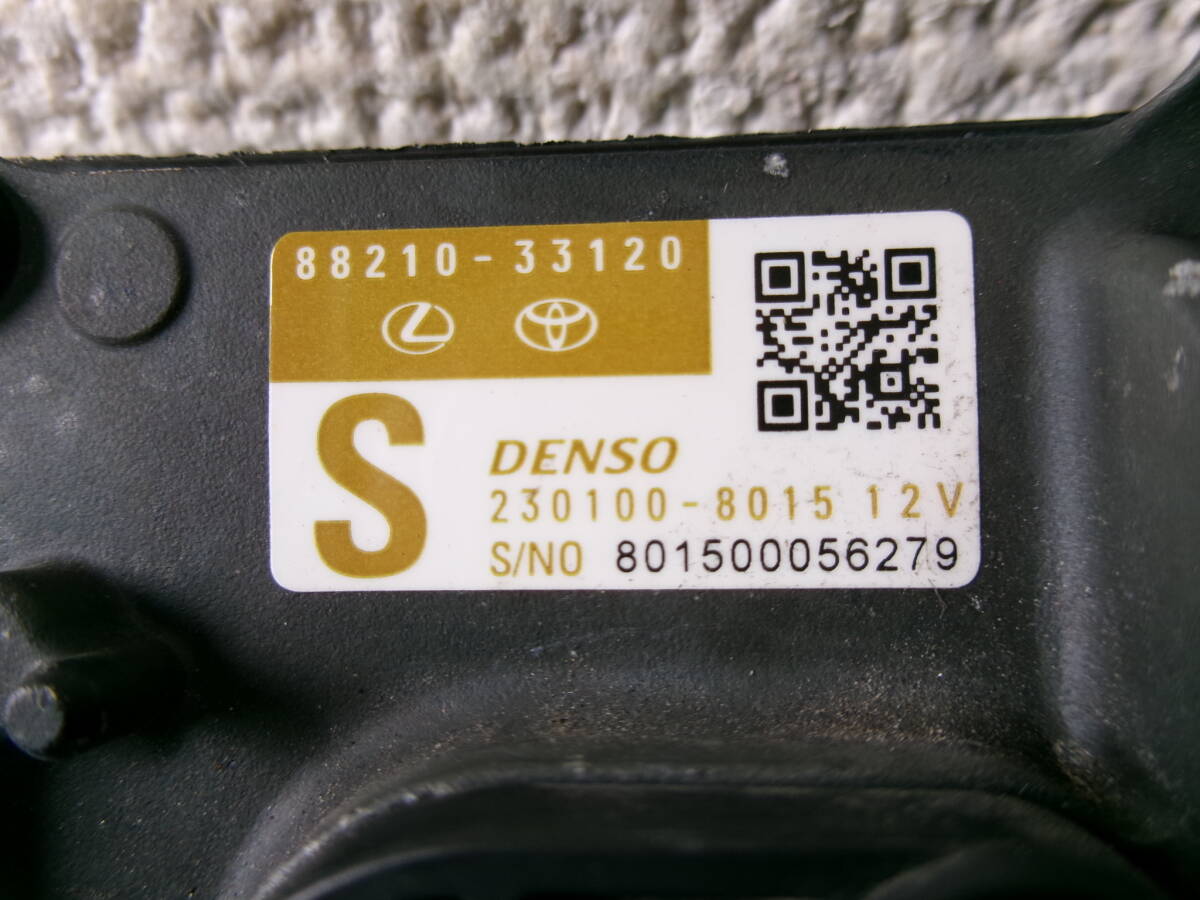 88210-33120
S
DENSO
230100-8015 12V
S/NO 801500056279